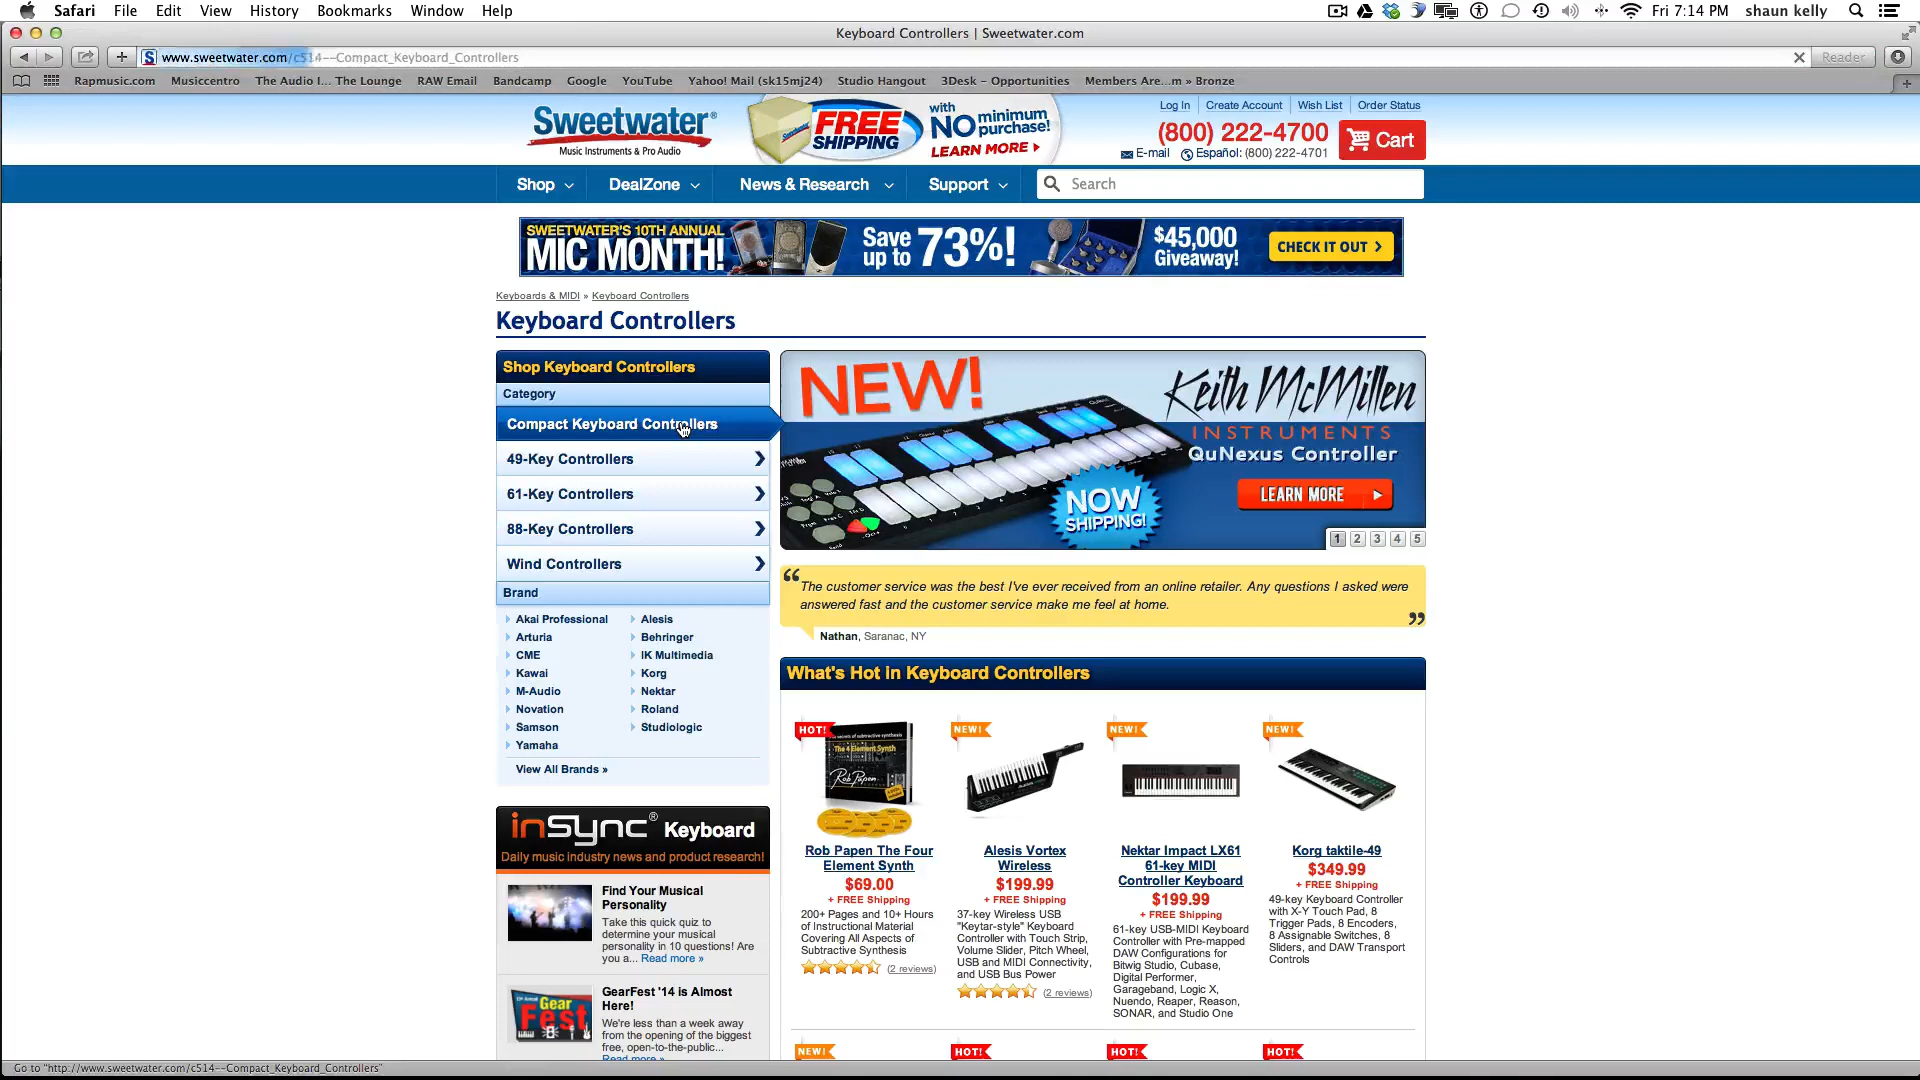 Safari File Edit View History Bookmarks Window Help
Fri 7:14 PM shaun kelly
Keyboard Controllers | Sweetwater.com
www.sweetwater.com/c514--Compact_Keyboard_Controllers
Reader
Rapmusic.com Musiccentro The Audio I... The Lounge RAW Email Bandcamp Google YouTube Yahoo! Mail (sk15mj24) Studio Hangout 3Desk – Opportunities Members Are...m » Bronze
Sweetwater®
Music Instruments & Pro Audio
FREE SHIPPING
with NO minimum purchase!
LEARN MORE
Log In Create Account Wish List Order Status
(800) 222-4700
E-mail Español: (800) 222-4701
Cart
Shop DealZone News & Research Support Search
SWEETWATER'S 10TH ANNUAL
MIC MONTH!
Save up to 73%!
$45,000 Giveaway!
CHECK IT OUT
Keyboards & MIDI » Keyboard Controllers
Keyboard Controllers
Shop Keyboard Controllers
Category
Compact Keyboard Controllers
49-Key Controllers
61-Key Controllers
88-Key Controllers
Wind Controllers
Brand
Akai Professional Alesis
Arturia Behringer
CME IK Multimedia
Kawai Korg
M-Audio Nektar
Novation Roland
Samson Studiologic
Yamaha
View All Brands »
NEW!
Keith McMillen
INSTRUMENTS
QuNexus Controller
NOW SHIPPING!
LEARN MORE
1 2 3 4 5
“ The customer service was the best I've ever received from an online retailer. Any questions I asked were
answered fast and the customer service make me feel at home. ”
Nathan, Saranac, NY
What's Hot in Keyboard Controllers
HOT!
The 4 Element Synth
Rob Papen
Rob Papen The Four
Element Synth
$69.00
+ FREE Shipping
200+ Pages and 10+ Hours
of Instructional Material
Covering All Aspects of
Subtractive Synthesis
(2 reviews)
NEW!
Alesis Vortex
Wireless
$199.99
+ FREE Shipping
37-key Wireless USB
"Keytar-style" Keyboard
Controller with Touch Strip,
Volume Slider, Pitch Wheel,
USB and MIDI Connectivity,
and USB Bus Power
(2 reviews)
NEW!
Nektar Impact LX61
61-key MIDI
Controller Keyboard
$199.99
+ FREE Shipping
61-key USB-MIDI Keyboard
Controller with Pre-mapped
DAW Configurations for
Bitwig Studio, Cubase,
Digital Performer,
Garageband, Logic X,
Nuendo, Reaper, Reason,
SONAR, and Studio One
NEW!
Korg taktile-49
$349.99
+ FREE Shipping
49-key Keyboard Controller
with X-Y Touch Pad, 8
Trigger Pads, 8 Encoders,
8 Assignable Switches, 8
Sliders, and DAW Transport
Controls
NEW! HOT! HOT! HOT!
inSync® Keyboard
Daily music industry news and product research!
Find Your Musical
Personality
Take this quick quiz to
determine your musical
personality in 10 questions! Are
you a... Read more »
Gear Fest
GearFest '14 is Almost
Here!
We're less than a week away
from the opening of the biggest
free, open-to-the-public...
Read more »
Go to "http://www.sweetwater.com/c514--Compact_Keyboard_Controllers"